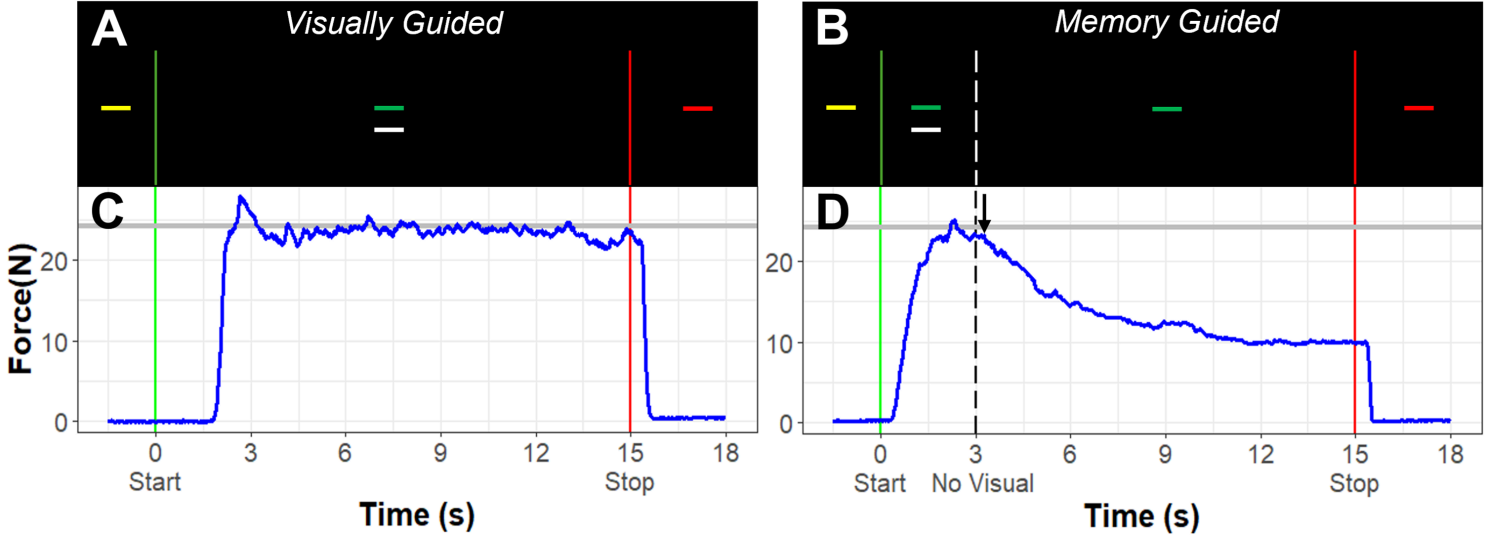 A
Visually Guided
B
Memory Guided
C
D
Force(N)
20
10
0
20
10
0
0 3 6 9 12 15 18
Start Stop
Time (s)
0 3 6 9 12 15 18
Start No Visual Stop
Time (s)